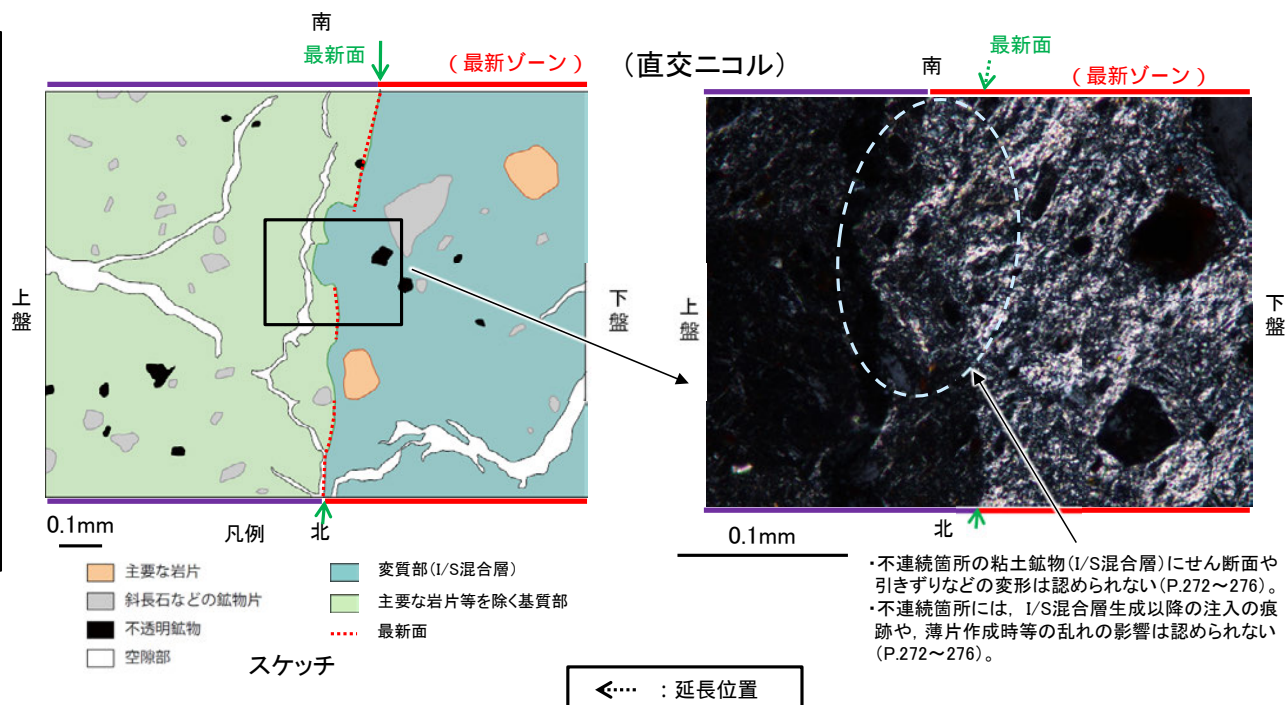 南
最新面
(最新ゾーン)
上盤
下盤
0.1mm
凡例
北
主要な岩片
斜長石などの鉱物片
不透明鉱物
空隙部
変質部(I/S混合層)
主要な岩片等を除く基質部
最新面
スケッチ
(直交ニコル)
南
最新面
(最新ゾーン)
上盤
下盤
0.1mm
北
・不連続箇所の粘土鉱物(I/S混合層)にせん断面や
引きずりなどの変形は認められない(P.272~276)。
・不連続箇所には, I/S混合層生成以降の注入の痕
跡や, 薄片作成時等の乱れの影響は認められない
(P.272~276)。
:延長位置